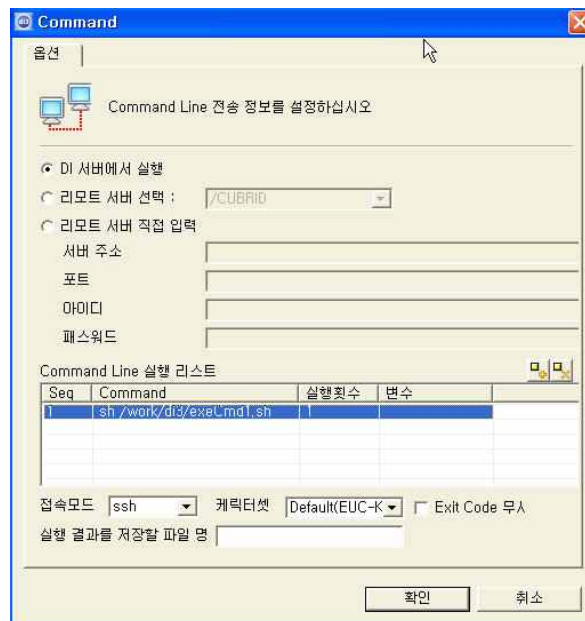 Command
옵션
Command Line 전송 정보를 설정하십시오
DI 서버에서 실행
리모트 서버 선택 : /CUBRID
리모트 서버 직접 입력
서버 주소
포트
아이디
패스워드
Command Line 실행 리스트
Seq Command 실행횟수 변수
1 sh /work/di3/exeCmd1.sh 1
접속모드 ssh 케릭터셋 Default(EUC-K Exit Code 무시
실행 결과를 저장할 파일 명
확인 취소